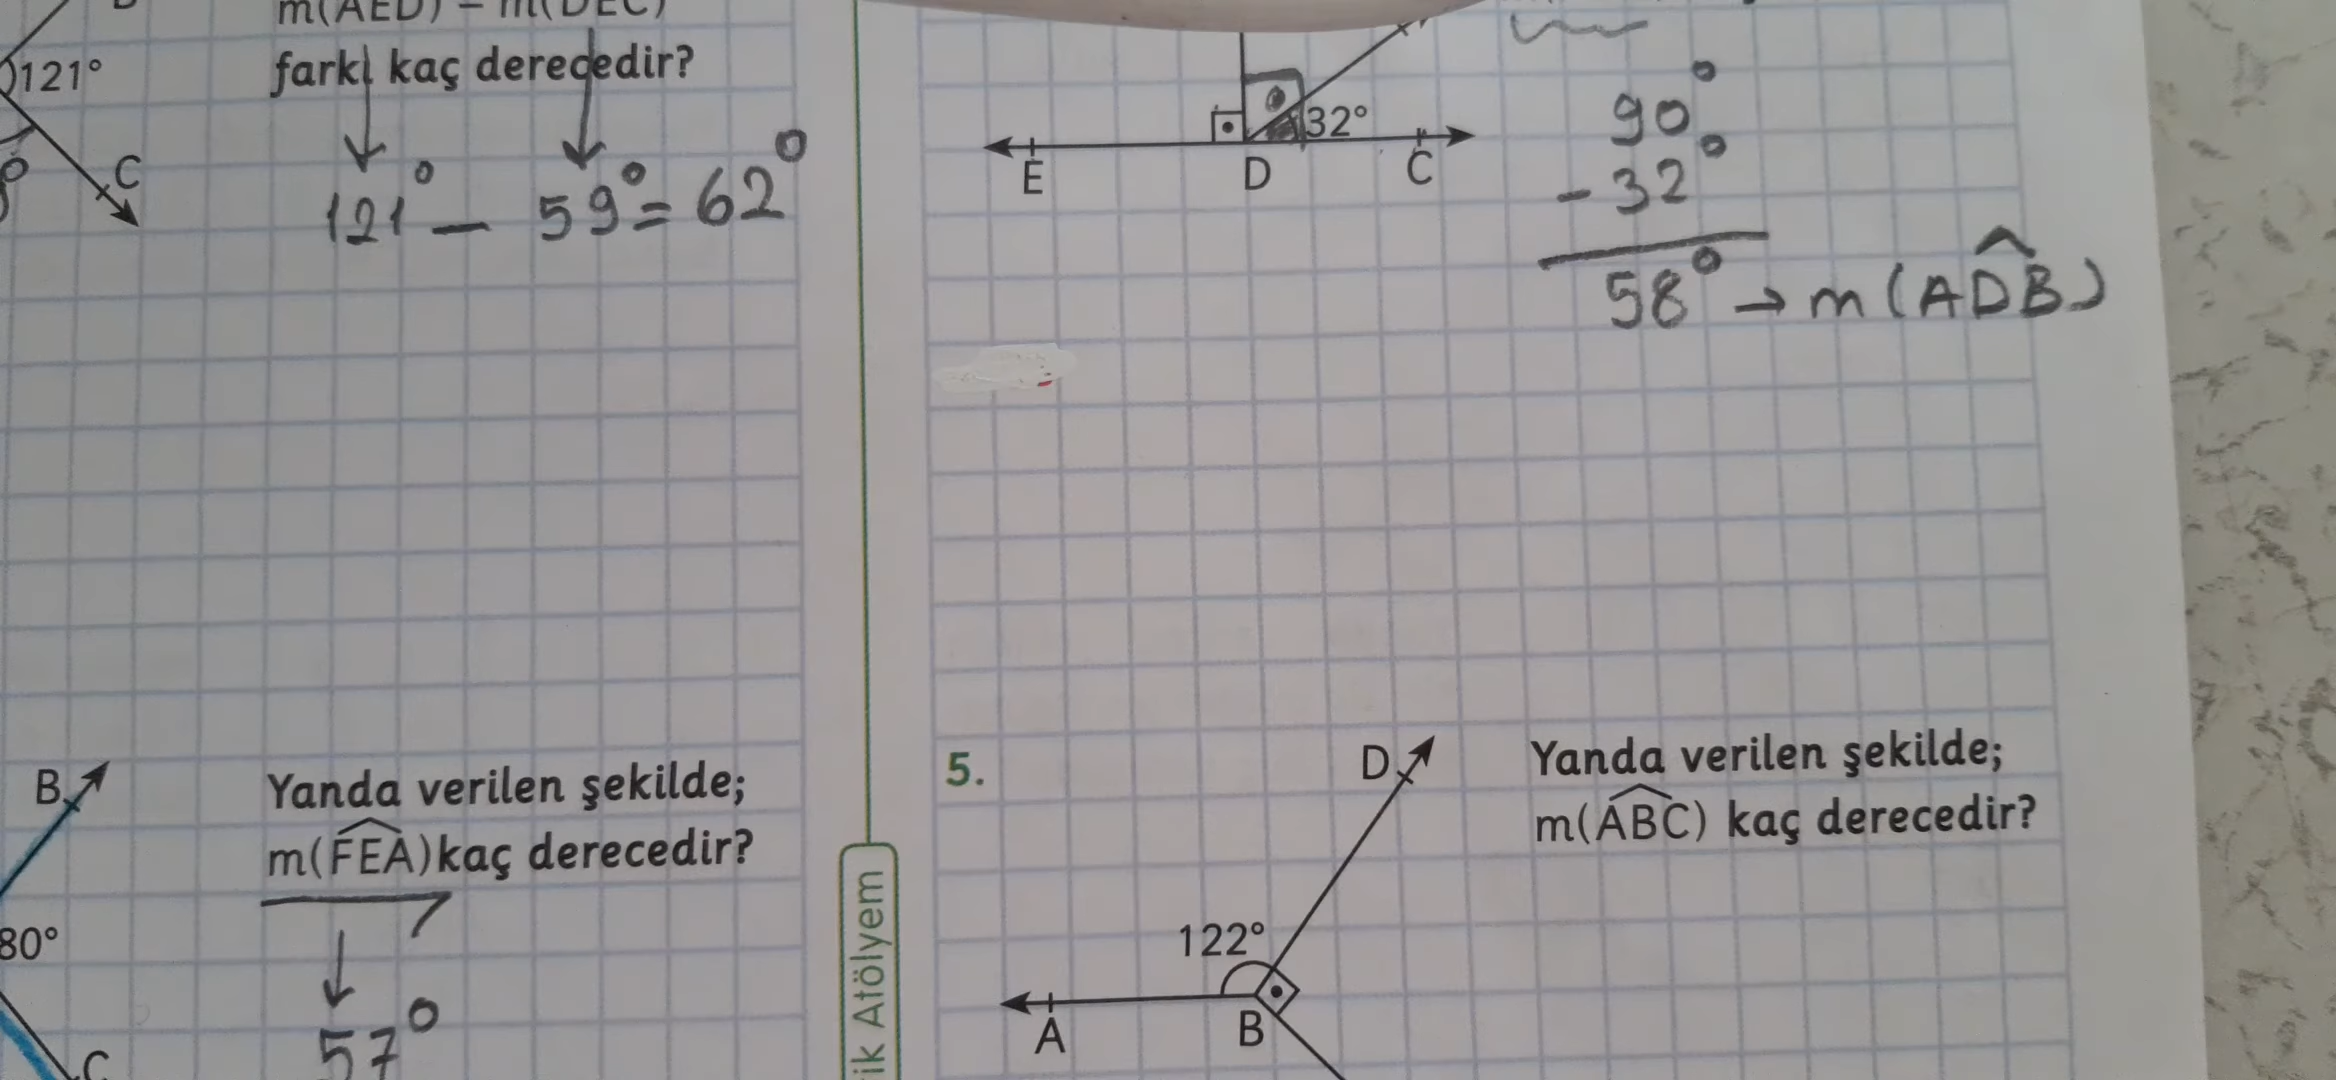 m(AED) - m(DEC)
farkı kaç derecedir?
121°
C
121° - 59° = 62°
32°
E
D
C
90°
- 32°
58° → m(ADB)
B
Yanda verilen şekilde;
m(FEA) kaç derecedir?
80°
57°
C
ik Atölyem
5.
D
Yanda verilen şekilde;
m(ABC) kaç derecedir?
122°
A
B